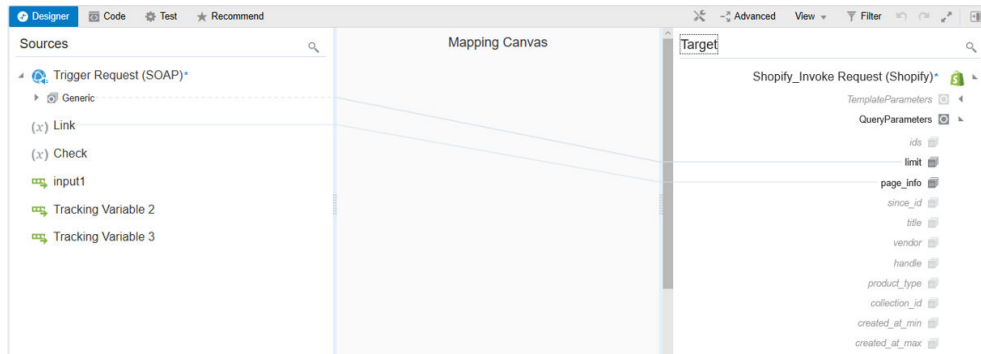 Designer Code Test Recommend Advanced View Filter
Sources
Mapping Canvas
Target
Trigger Request (SOAP)*
Generic
(x) Link
(x) Check
input1
Tracking Variable 2
Tracking Variable 3
Shopify_Invoke Request (Shopify)*
TemplateParameters
QueryParameters
ids
limit
page_info
since_id
title
vendor
handle
product_type
collection_id
created_at_min
created_at_max